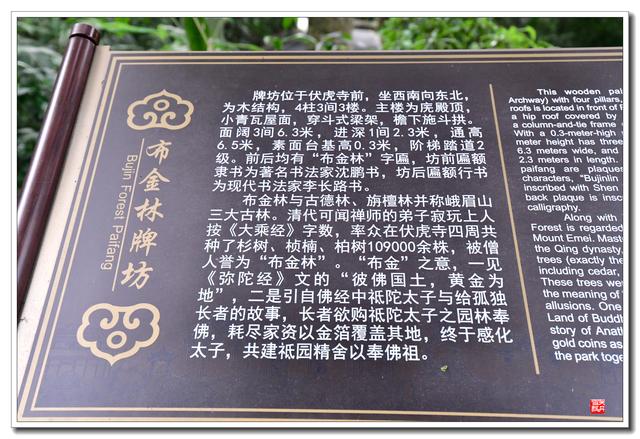 布金林牌坊
Bujin Forest Paifang
牌坊位于伏虎寺前，坐西南向东北，
为木结构，4柱3间3楼。主楼为庑殿顶，
小青瓦屋面，穿斗式梁架，檐下施斗拱。
面阔3间6.3米，进深1间2.3米，通高
6.5米，素面台基高0.3米，阶梯踏道2
级。前后均有“布金林”字匾，坊前匾额
隶书为著名书法家沈鹏书，坊后匾额行书
为现代书法家李长路书。
布金林与古德林、旃檀林并称峨眉山
三大古林。清代可闻禅师的弟子寂玩上人
按《大乘经》字数，率众在伏虎寺四周共
种了杉树、桢楠、柏树109000余株，被僧
人誉为“布金林”。“布金”之意，一见
《弥陀经》文的“彼佛国土，黄金为
地”，二是引自佛经中祗陀太子与给孤独
长者的故事，长者欲购祗陀太子之园林奉
佛，耗尽家资以金箔覆盖其地，终于感化
太子，共建祗园精舍以奉佛祖。
This wooden pai
Archway) with four pillars,
roofs is located in front of F
a hip roof covered by
a column-and-tie frame
With a 0.3-meter-high
meter height has three
6.3 meters wide, and
2.3 meters in length.
paifang are plaques
characters, "Bujinlin
inscribed with Shen
back plaque is insc
calligraphy.
Along with
Forest is regarded
Mount Emei. Maste
the Qing dynasty,
trees (exactly the
including cedar,
These trees were
the meaning of
allusions. One
Land of Buddh
story of Anath
gold coins as
the park toge